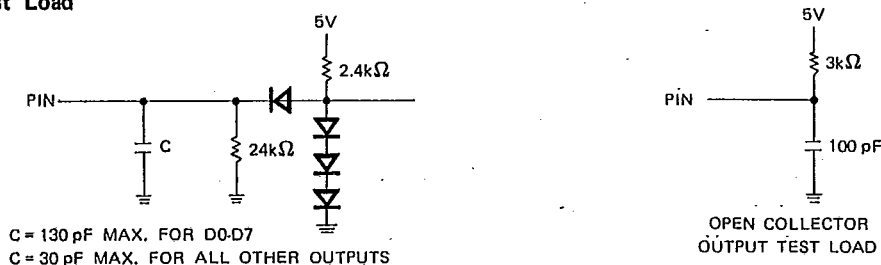 Load
5V
2.4kΩ
PIN
C
24kΩ
C = 130 pF MAX. FOR D0-D7
C = 30 pF MAX. FOR ALL OTHER OUTPUTS
5V
3kΩ
PIN
100 pF
OPEN COLLECTOR
OUTPUT TEST LOAD